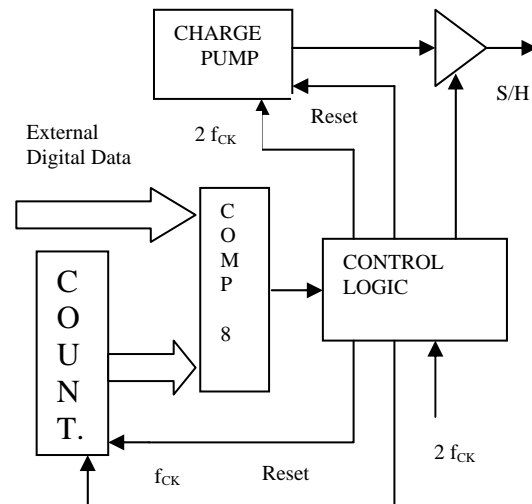 CHARGE
PUMP
S/H
Reset
2 fCK
External
Digital Data
C
O
M
P
8
CONTROL
LOGIC
C
O
U
N
T.
2 fCK
fCK
Reset